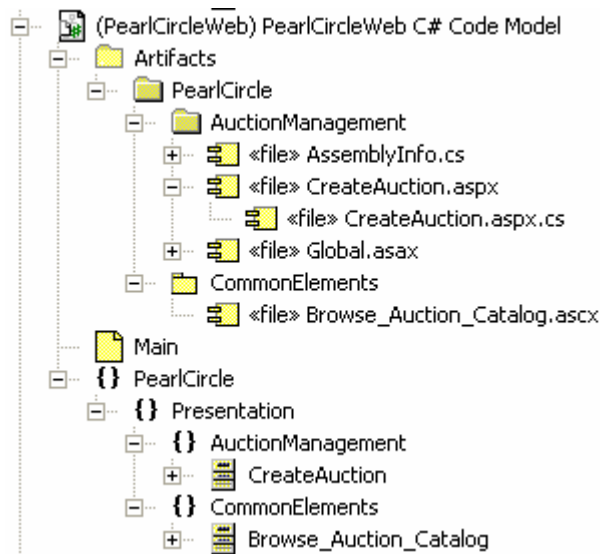 (PearlCircleWeb) PearlCircleWeb C# Code Model
Artifacts
PearlCircle
AuctionManagement
«file» AssemblyInfo.cs
«file» CreateAuction.aspx
«file» CreateAuction.aspx.cs
«file» Global.asax
CommonElements
«file» Browse_Auction_Catalog.ascx
Main
{} PearlCircle
{} Presentation
{} AuctionManagement
CreateAuction
{} CommonElements
Browse_Auction_Catalog